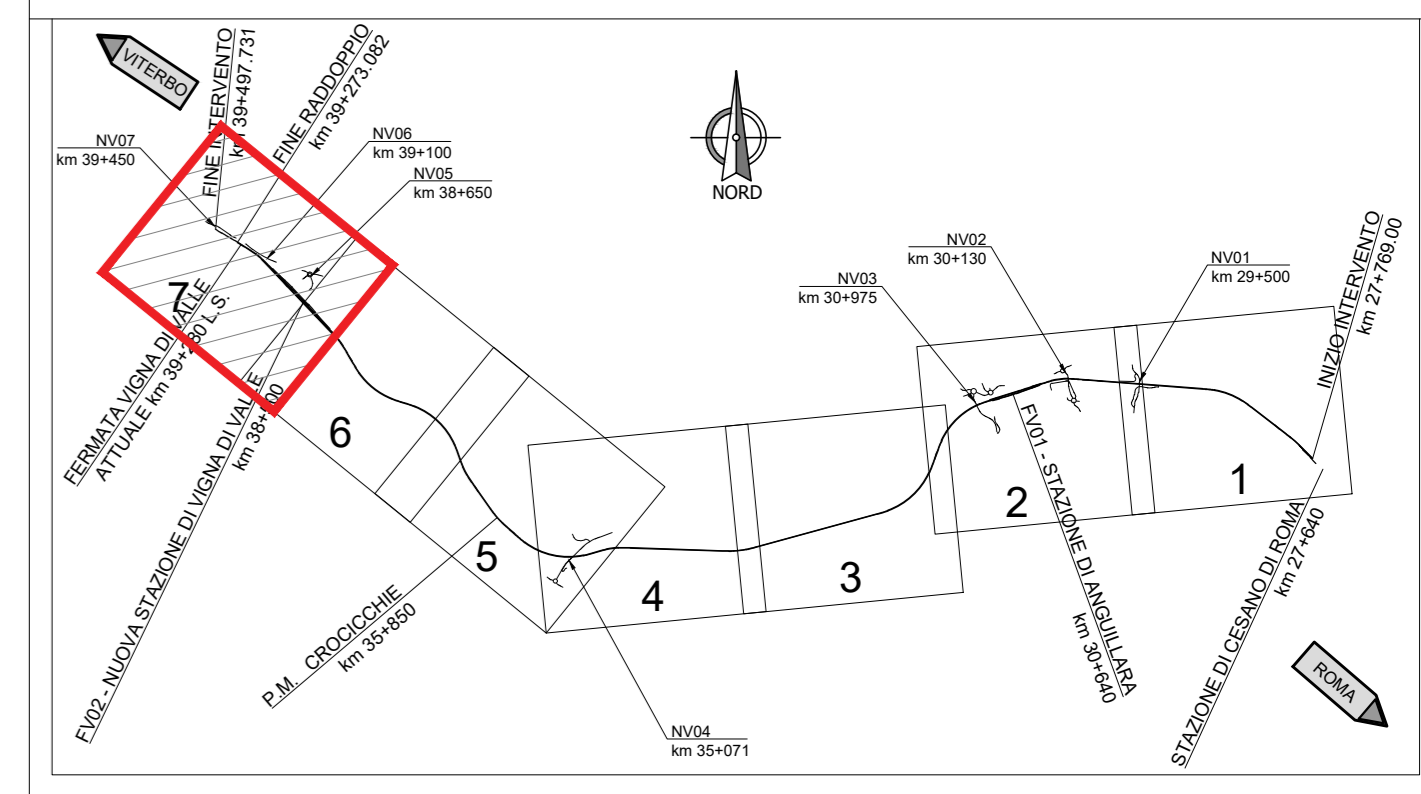 VITERBO
FINE INTERVENTO
km 39+497.731
FINE RADDOPPIO
km 39+273.082
NV07
km 39+450
NV06
km 39+100
NV05
km 38+650
NORD
NV02
km 30+130
NV01
km 29+500
NV03
km 30+975
INIZIO INTERVENTO
km 27+769.00
7
FERMATA VIGNA DI VALLE
ATTUALE km 39+280 L.S.
6
FV02 - NUOVA STAZIONE DI VIGNA DI VALLE
5
4
3
2
1
FV01 - STAZIONE DI ANGUILLARA
km 30+640
STAZIONE DI CESANO DI ROMA
km 27+640
P.M. CROCICCHIE
km 35+850
NV04
km 35+071
ROMA